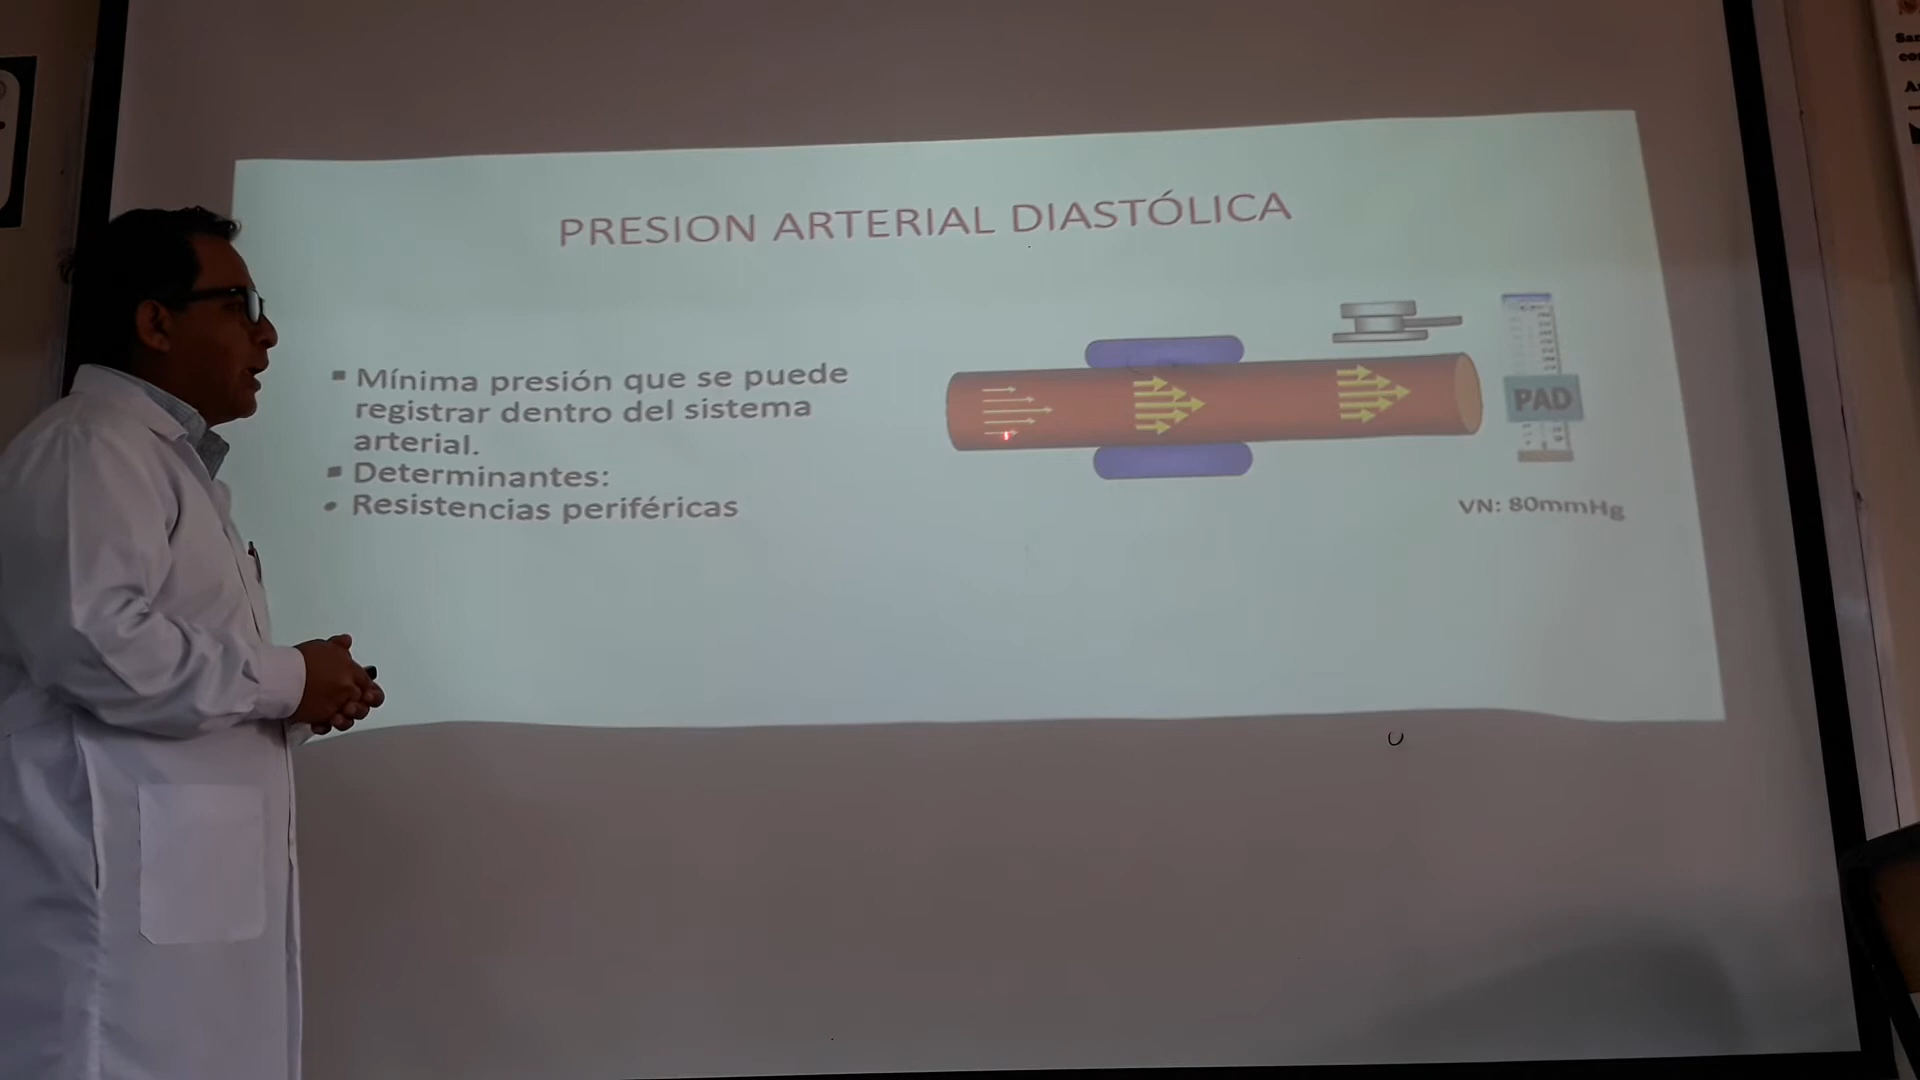 PRESION ARTERIAL DIASTÓLICA
▪ Mínima presión que se puede
registrar dentro del sistema
arterial.
▪ Determinantes:
• Resistencias periféricas
PAD
VN: 80mmHg